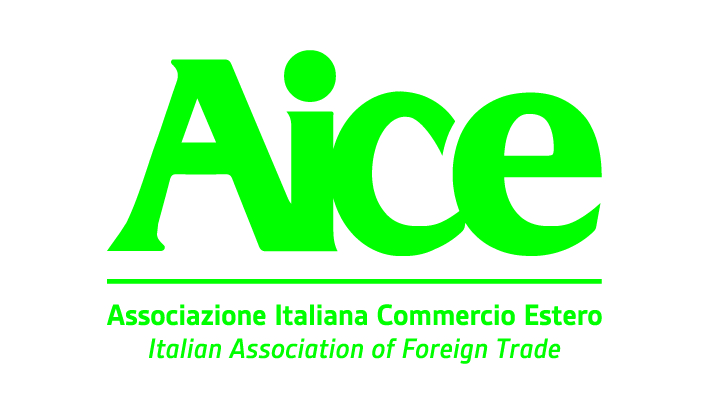 Aice
Associazione Italiana Commercio Estero
Italian Association of Foreign Trade